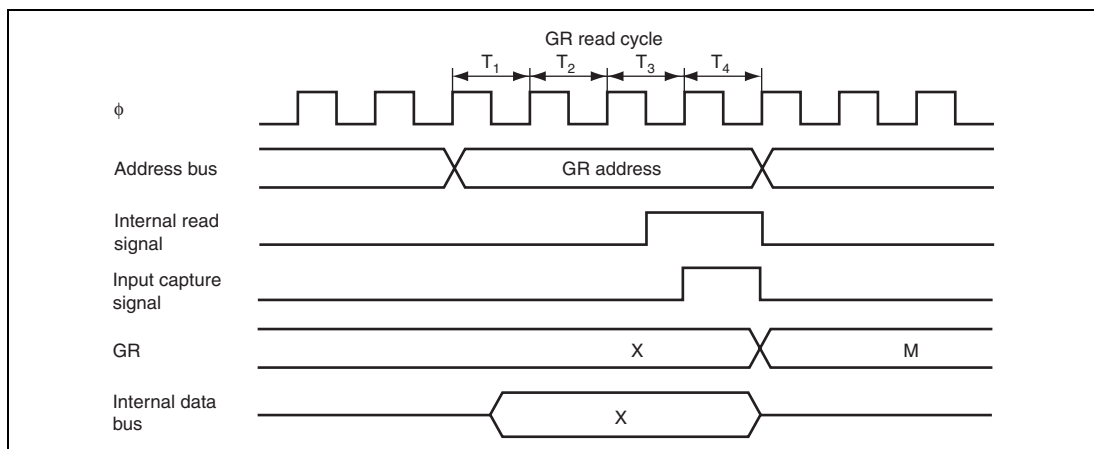 GR read cycle
T1 T2 T3 T4
ϕ
Address bus
GR address
Internal read
signal
Input capture
signal
GR
X
M
Internal data
bus
X